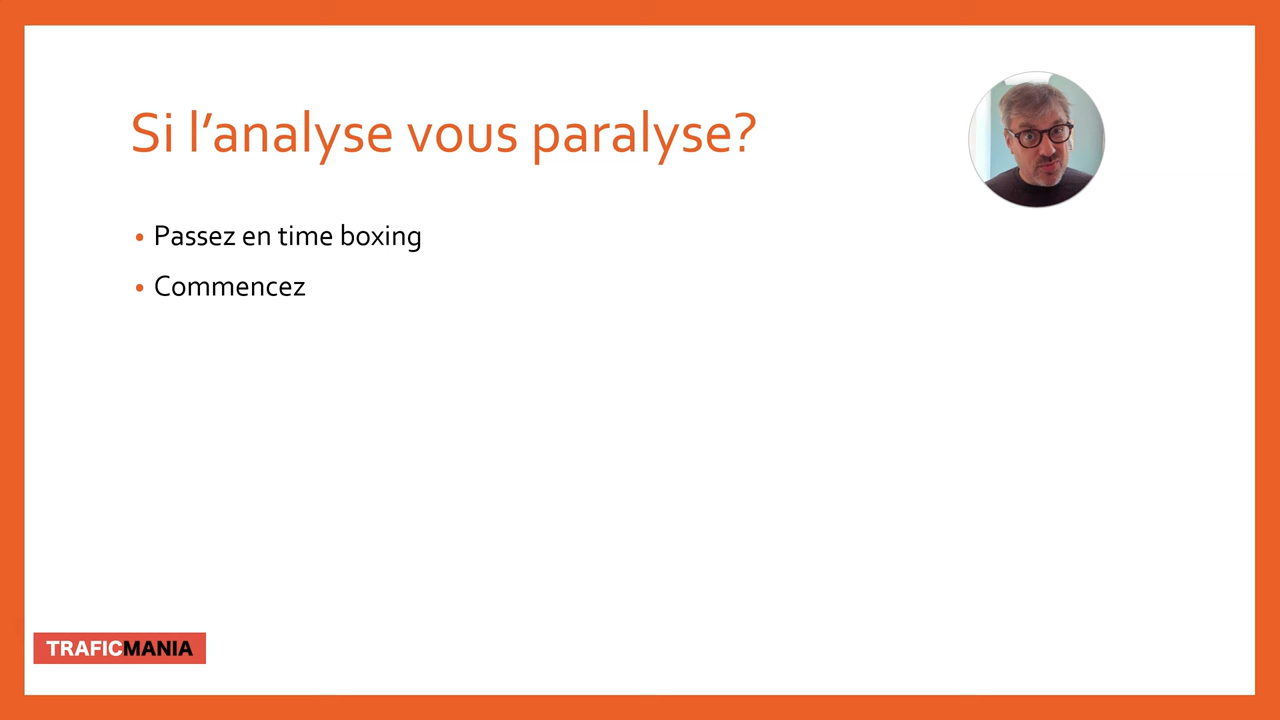 Si l’analyse vous paralyse?
• Passez en time boxing
• Commencez
TRAFICMANIA